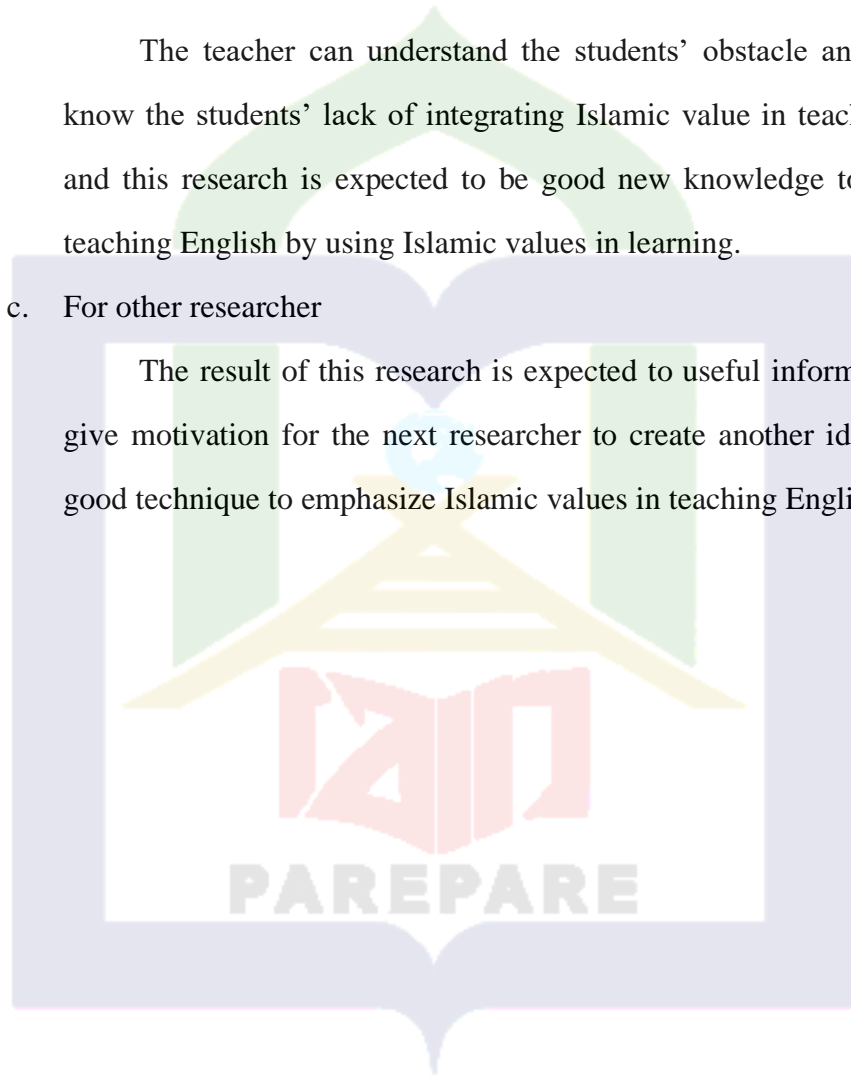 The teacher can understand the students’ obstacle an
know the students’ lack of integrating Islamic value in teac
and this research is expected to be good new knowledge to
teaching English by using Islamic values in learning.
c. For other researcher
The result of this research is expected to useful inform
give motivation for the next researcher to create another id
good technique to emphasize Islamic values in teaching Engli
iain
PAREPARE